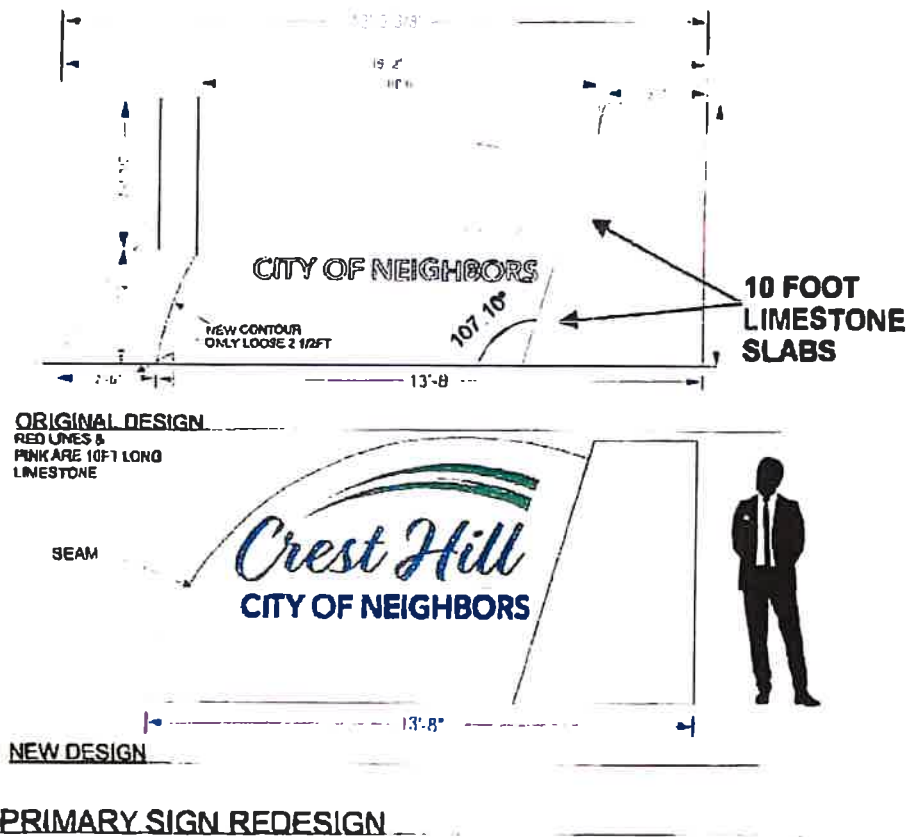 CITY OF NEIGHBORS
107.10°
NEW CONTOUR
ONLY LOOSE 2 1/2FT
10 FOOT
LIMESTONE
SLABS
13'-8
ORIGINAL DESIGN
RED LINES &
PINK ARE 10FT LONG
LIMESTONE
SEAM
Crest Hill
CITY OF NEIGHBORS
13'-8"
NEW DESIGN
PRIMARY SIGN REDESIGN